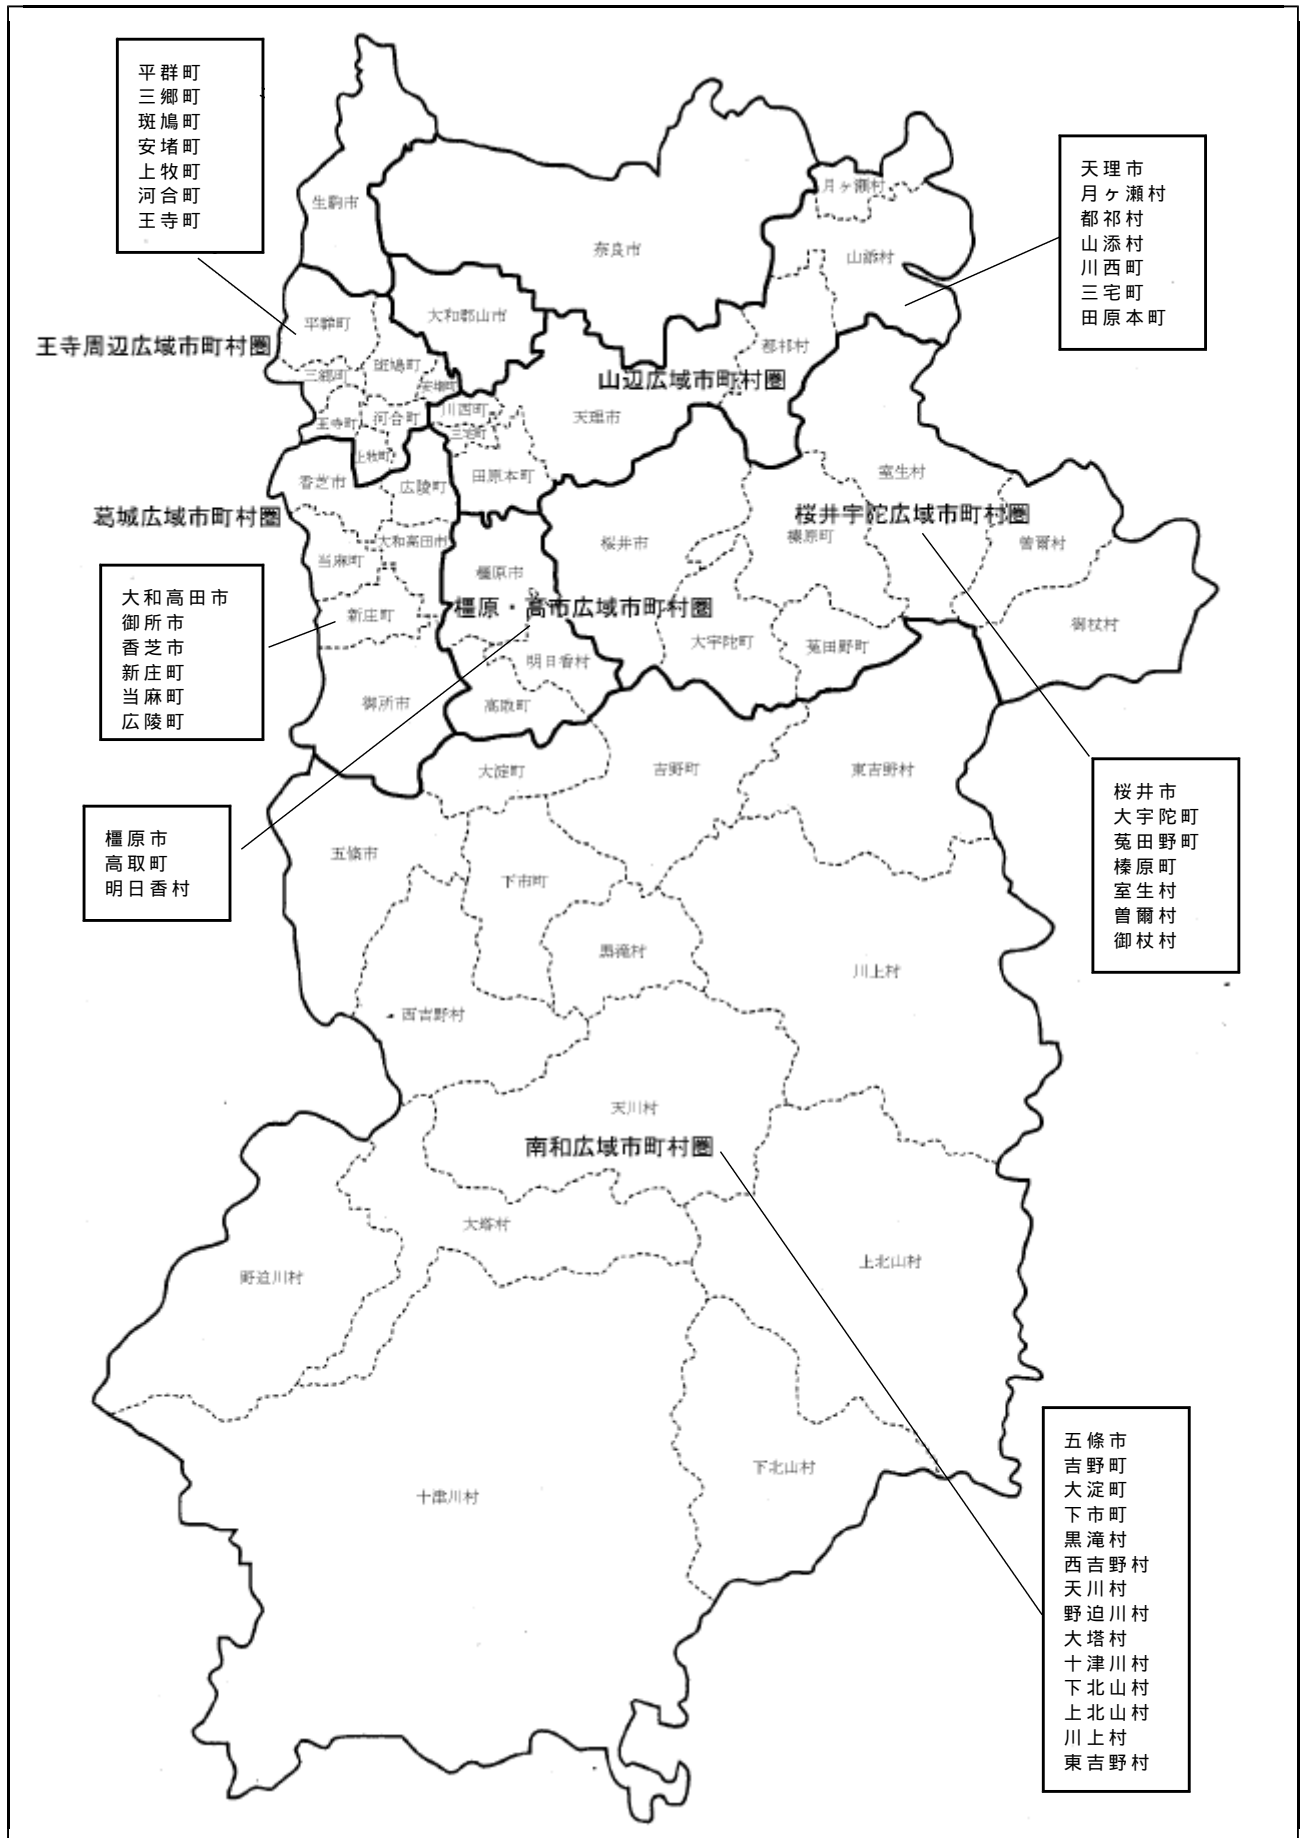 平群町
三郷町
斑鳩町
安堵町
上牧町
河合町
王寺町
天理市
月ヶ瀬村
都祁村
山添村
川西町
三宅町
田原本町
生駒市
奈良市
月ヶ瀬村
山添村
平群町
大和郡山市
都祁村
王寺周辺広域市町村圏
三郷町
斑鳩町
安堵町
山辺広域市町村圏
王寺町
河合町
川西町
三宅町
天理市
上牧町
香芝市
広陵町
田原本町
室生村
葛城広域市町村圏
桜井宇陀広域市町村圏
当麻町
大和高田市
桜井市
榛原町
曽爾村
橿原市
大和高田市
御所市
香芝市
新庄町
当麻町
広陵町
新庄町
橿原・高市広域市町村圏
大宇陀町
菟田野町
御杖村
明日香村
御所市
高取町
大淀町
吉野町
東吉野村
橿原市
高取町
明日香村
五條市
下市町
桜井市
大宇陀町
菟田野町
榛原町
室生村
曽爾村
御杖村
黒滝村
川上村
西吉野村
天川村
南和広域市町村圏
大塔村
野迫川村
上北山村
下北山村
十津川村
五條市
吉野町
大淀町
下市町
黒滝村
西吉野村
天川村
野迫川村
大塔村
十津川村
下北山村
上北山村
川上村
東吉野村